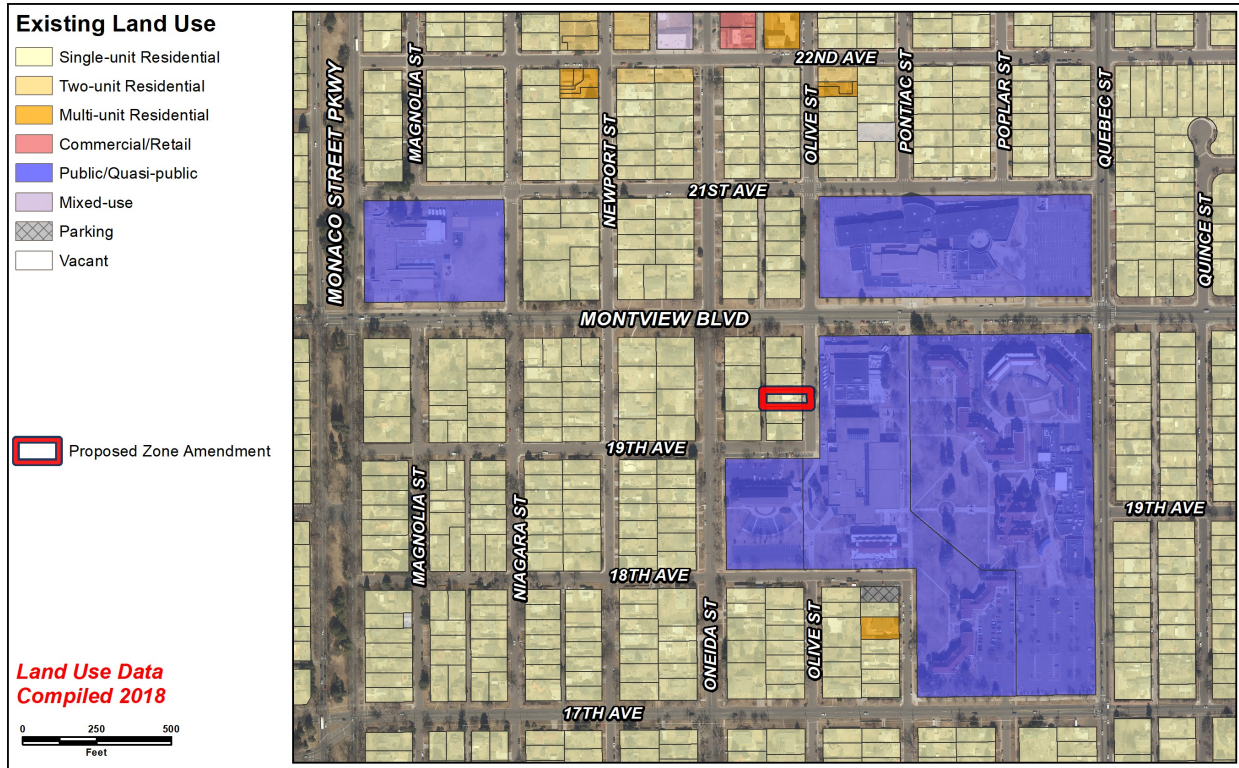 Existing Land Use
Single-unit Residential
Two-unit Residential
Multi-unit Residential
Commercial/Retail
Public/Quasi-public
Mixed-use
Parking
Vacant
Proposed Zone Amendment
Land Use Data
Compiled 2018
0 250 500
Feet
22ND AVE
MONACO STREET PKWY
MAGNOLIA ST
NEWPORT ST
OLIVE ST
PONTIAC ST
POPLAR ST
QUEBEC ST
21ST AVE
QUINCE ST
MONTVIEW BLVD
19TH AVE
MAGNOLIA ST
NIAGARA ST
19TH AVE
18TH AVE
ONEIDA ST
OLIVE ST
17TH AVE